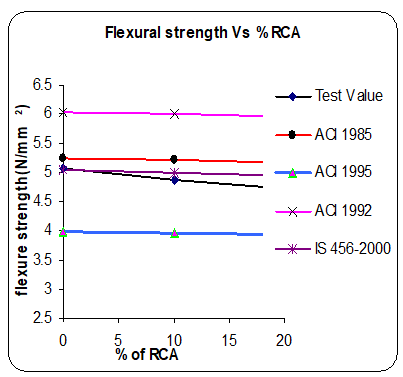 Flexural strength Vs %RCA
flexure strength(N/mm 2)
6.5
6
5.5
5
4.5
4
3.5
3
2.5
0 5 10 15 20
% of RCA
Test Value
ACI 1985
ACI 1995
ACI 1992
IS 456-2000